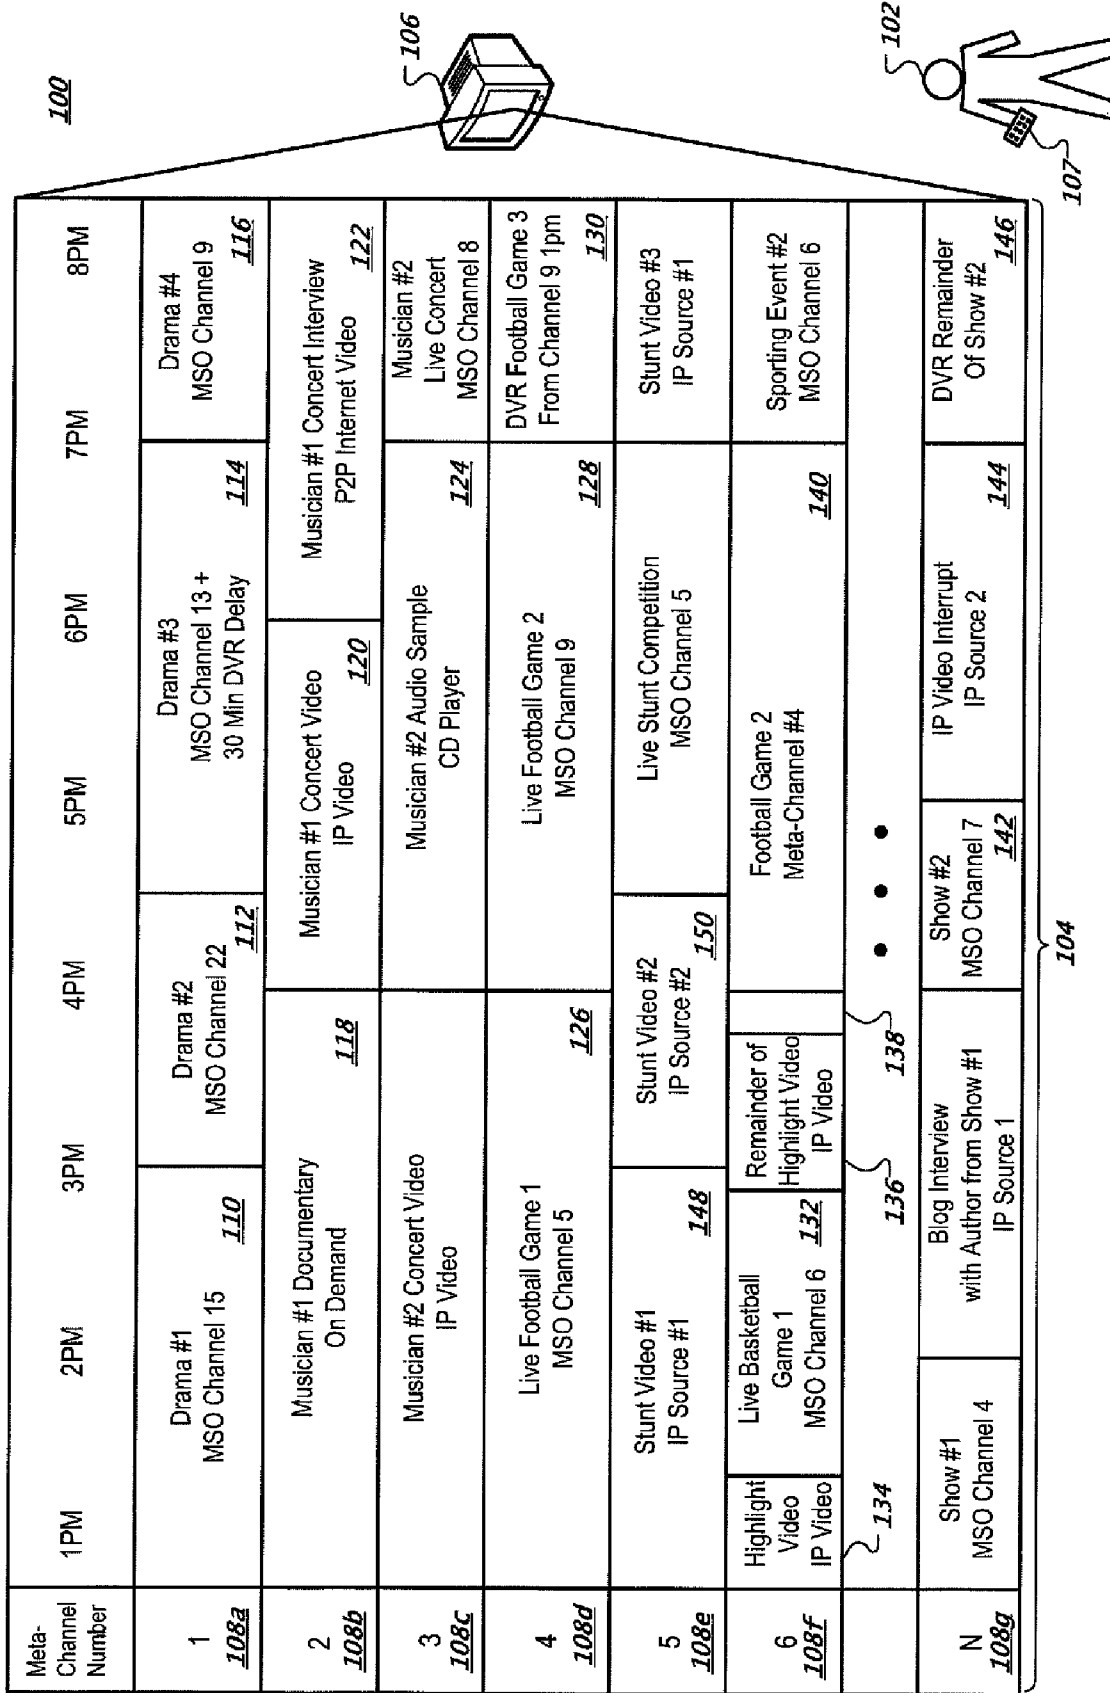 100
Meta-
Channel
Number
1PM
2PM
3PM
4PM
5PM
6PM
7PM
8PM
1
108a
Drama #1
MSO Channel 15
110
Drama #2
MSO Channel 22
112
Drama #3
MSO Channel 13 +
30 Min DVR Delay
114
Drama #4
MSO Channel 9
116
2
108b
Musician #1 Documentary
On Demand
118
Musician #1 Concert Video
IP Video
120
Musician #1 Concert Interview
P2P Internet Video
122
3
108c
Musician #2 Concert Video
IP Video
Musician #2 Audio Sample
CD Player
124
Musician #2
Live Concert
MSO Channel 8
4
108d
Live Football Game 1
MSO Channel 5
126
Live Football Game 2
MSO Channel 9
128
DVR Football Game 3
From Channel 9 1pm
130
5
108e
Stunt Video #1
IP Source #1
148
Stunt Video #2
IP Source #2
150
Live Stunt Competition
MSO Channel 5
Stunt Video #3
IP Source #1
6
108f
Highlight
Video
IP Video
134
Live Basketball
Game 1
MSO Channel 6
132
Remainder of
Highlight Video
IP Video
136
138
Football Game 2
Meta-Channel #4
140
Sporting Event #2
MSO Channel 6
N
108g
Show #1
MSO Channel 4
Blog Interview
with Author from Show #1
IP Source 1
Show #2
MSO Channel 7
142
IP Video Interrupt
IP Source 2
144
DVR Remainder
Of Show #2
146
104
106
102
107